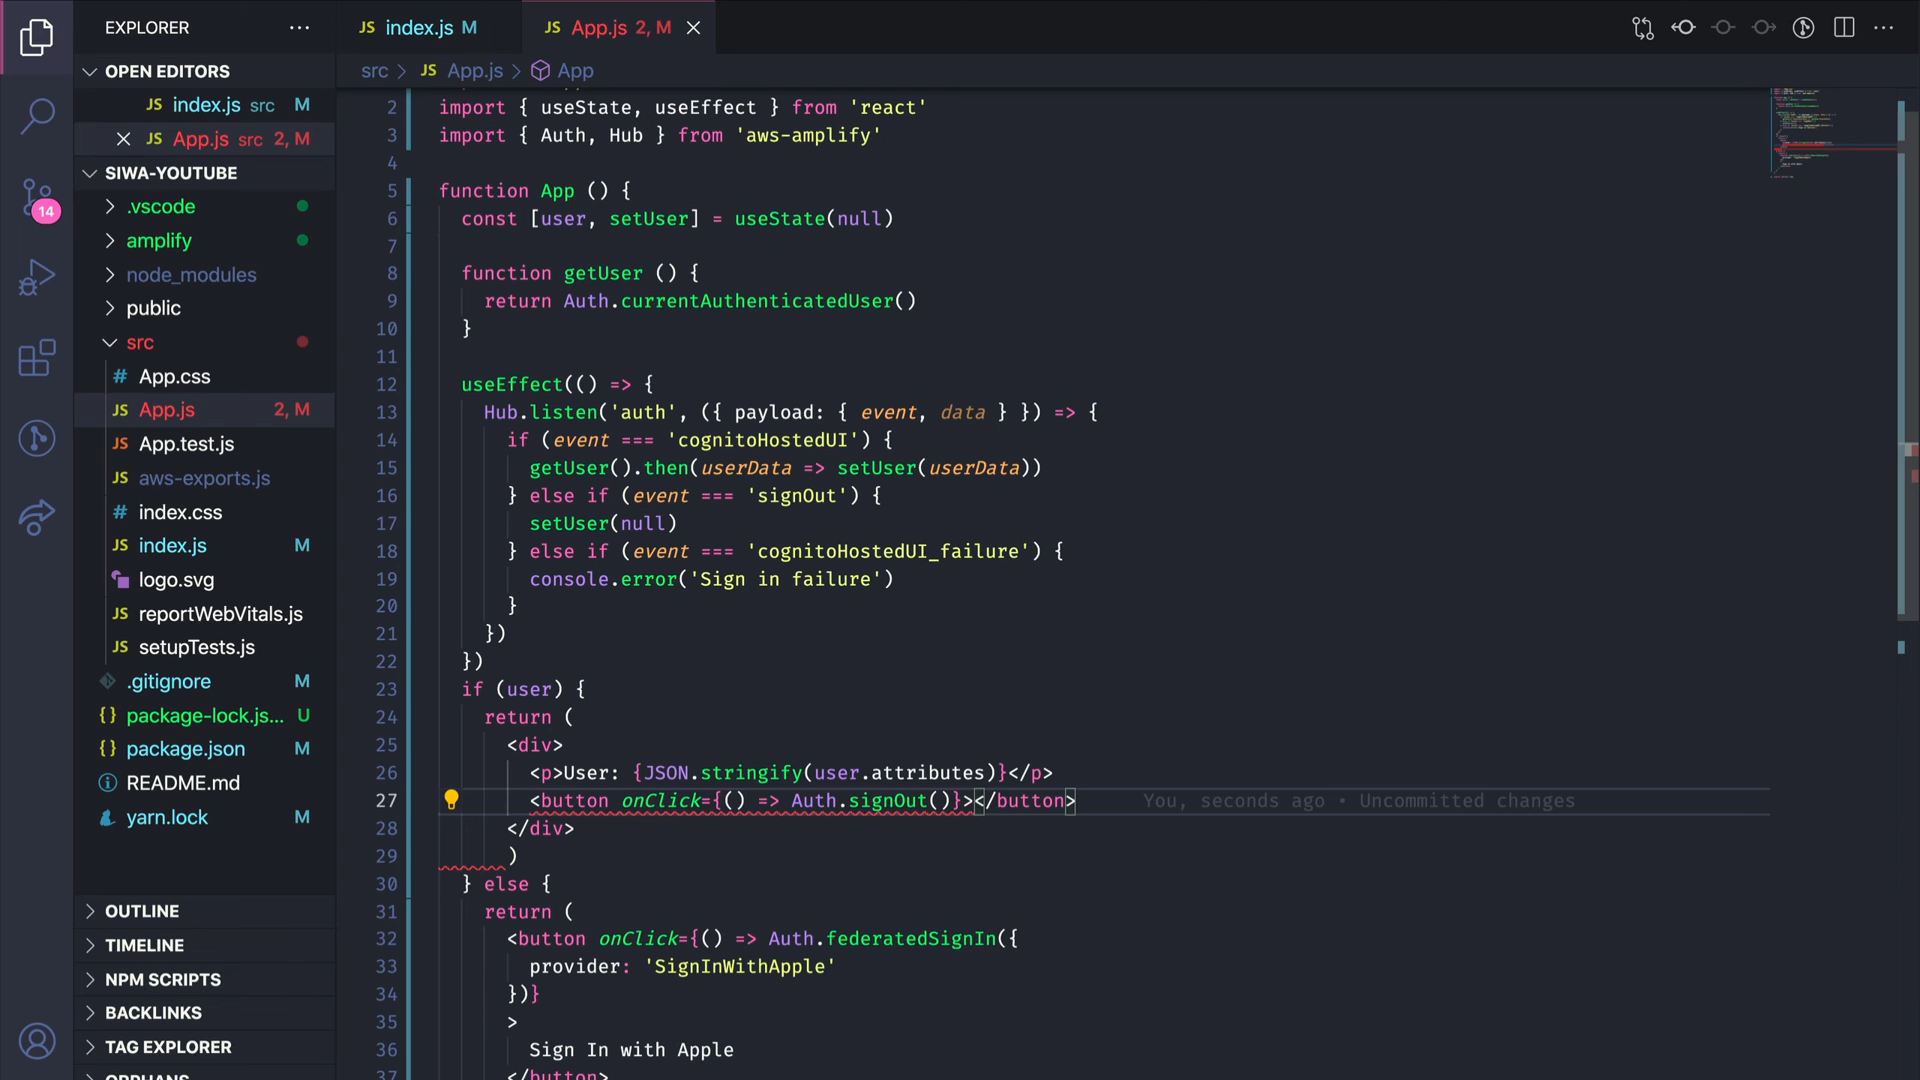 EXPLORER
index.js M
App.js 2, M
OPEN EDITORS
JS index.js src M
JS App.js src 2, M
SIWA-YOUTUBE
.vscode
amplify
node_modules
public
src
# App.css
JS App.js 2, M
JS App.test.js
JS aws-exports.js
# index.css
JS index.js M
logo.svg
JS reportWebVitals.js
JS setupTests.js
.gitignore M
{} package-lock.js... U
{} package.json M
README.md
yarn.lock M
OUTLINE
TIMELINE
NPM SCRIPTS
BACKLINKS
TAG EXPLORER
ORPHANS
14
src > JS App.js > App
2 import { useState, useEffect } from 'react'
3 import { Auth, Hub } from 'aws-amplify'
4
5 function App () {
6 const [user, setUser] = useState(null)
7
8 function getUser () {
9 return Auth.currentAuthenticatedUser()
10 }
11
12 useEffect(() => {
13 Hub.listen('auth', ({ payload: { event, data } }) => {
14 if (event === 'cognitoHostedUI') {
15 getUser().then(userData => setUser(userData))
16 } else if (event === 'signOut') {
17 setUser(null)
18 } else if (event === 'cognitoHostedUI_failure') {
19 console.error('Sign in failure')
20 }
21 })
22 })
23 if (user) {
24 return (
25 <div>
26 <p>User: {JSON.stringify(user.attributes)}</p>
27 <button onClick={() => Auth.signOut()}></button> You, seconds ago • Uncommitted changes
28 </div>
29 )
30 } else {
31 return (
32 <button onClick={() => Auth.federatedSignIn({
33 provider: 'SignInWithApple'
34 })}
35 >
36 Sign In with Apple
37 </button>